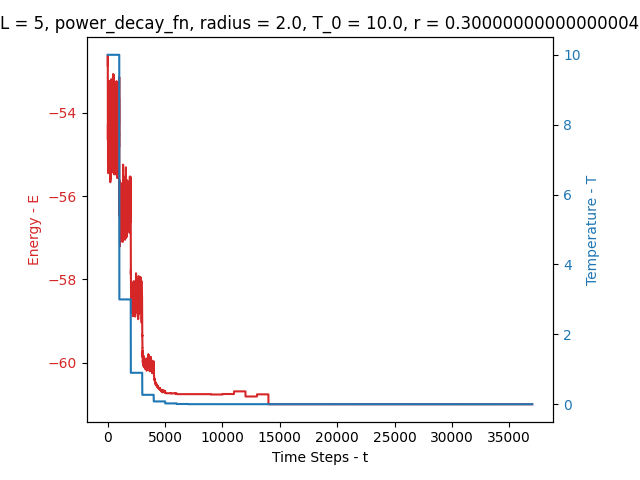 L = 5, power_decay_fn, radius = 2.0, T_0 = 10.0, r = 0.30000000000000004
Energy - E
−54
−56
−58
−60
10
8
6
4
2
0
Temperature - T
0 5000 10000 15000 20000 25000 30000 35000
Time Steps - t